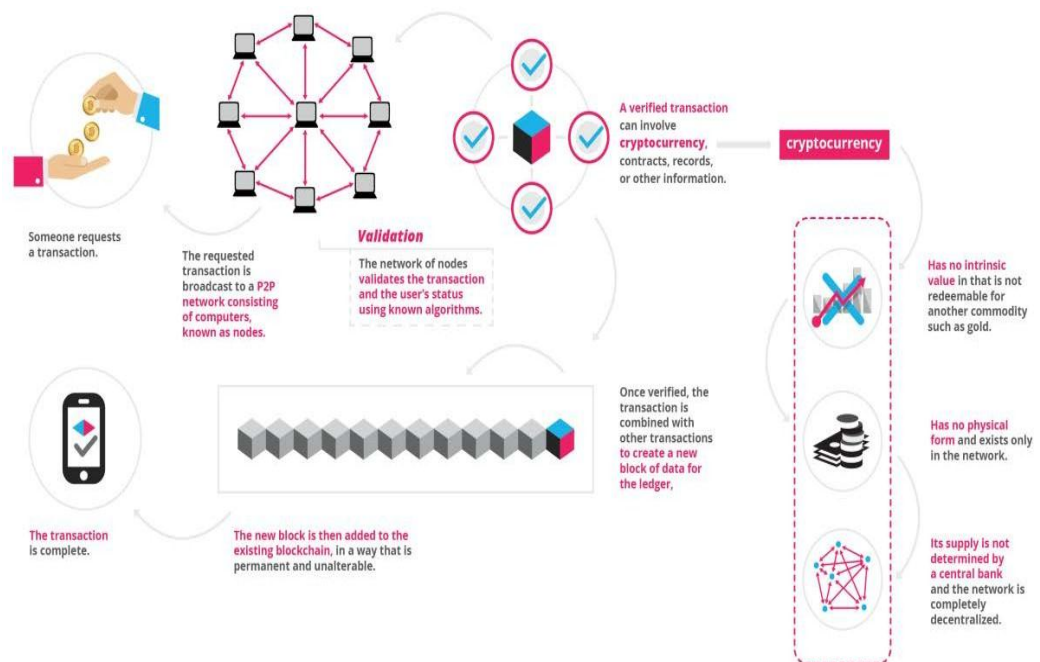 Someone requests
a transaction.
The requested
transaction is
broadcast to a P2P
network consisting
of computers,
known as nodes.
Validation
The network of nodes
validates the transaction
and the user's status
using known algorithms.
A verified transaction
can involve
cryptocurrency,
contracts, records,
or other information.
cryptocurrency
Has no intrinsic
value in that is not
redeemable for
another commodity
such as gold.
Has no physical
form and exists only
in the network.
Its supply is not
determined by
a central bank
and the network is
completely
decentralized.
Once verified, the
transaction is
combined with
other transactions
to create a new
block of data for
the ledger,
The new block is then added to the
existing blockchain, in a way that is
permanent and unalterable.
The transaction
is complete.